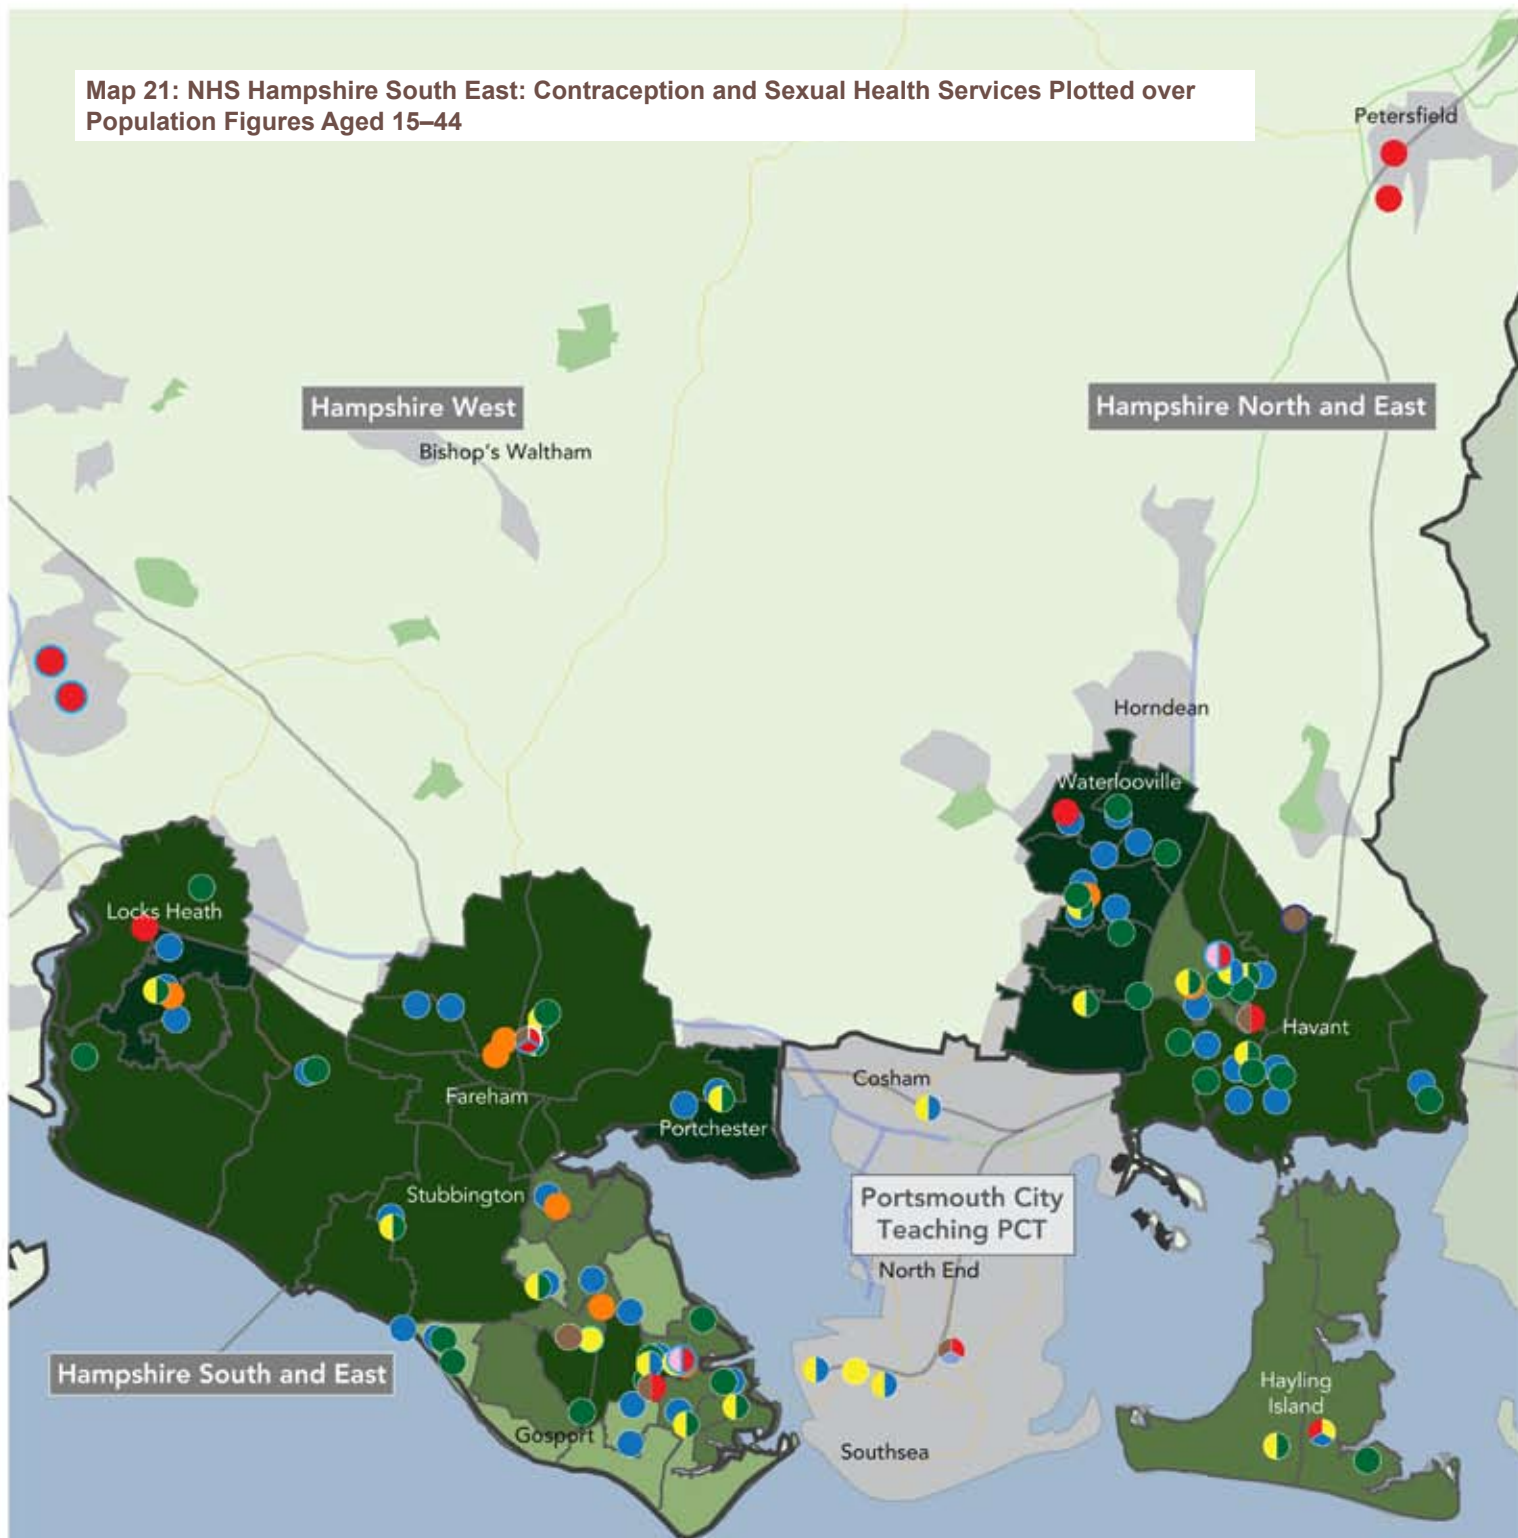 Map 21: NHS Hampshire South East: Contraception and Sexual Health Services Plotted over
Population Figures Aged 15–44
Petersfield
Hampshire West
Hampshire North and East
Bishop's Waltham
Horndean
Waterlooville
Locks Heath
Havant
Cosham
Fareham
Portchester
Stubbington
Portsmouth City
Teaching PCT
North End
Hampshire South and East
Hayling
Island
Gosport
Southsea